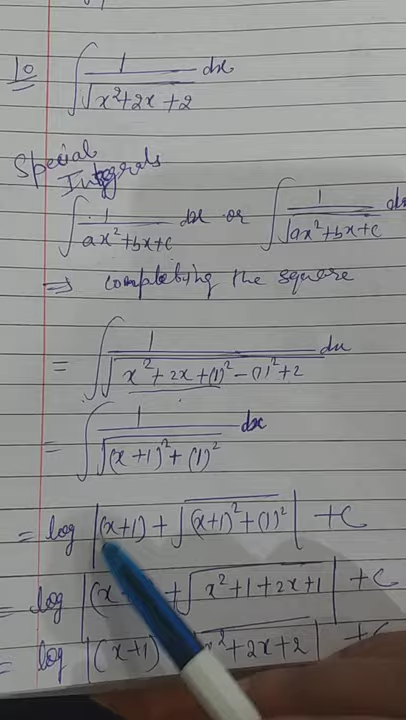 10 ∫ 1/√(x²+2x+2) dx
Special
Integrals
∫ 1/(ax²+bx+c) dx or ∫ 1/√(ax²+bx+c) dx
⇒ completing the square
= ∫ 1/√(x²+2x+(1)²-(1)²+2) dx
= ∫ 1/√((x+1)²+(1)²) dx
= log |(x+1)+√((x+1)²+(1)²)| +C
= log |(x +√(x²+1+2x+1)| +C
= log |(x+1) x²+2x+2| +C